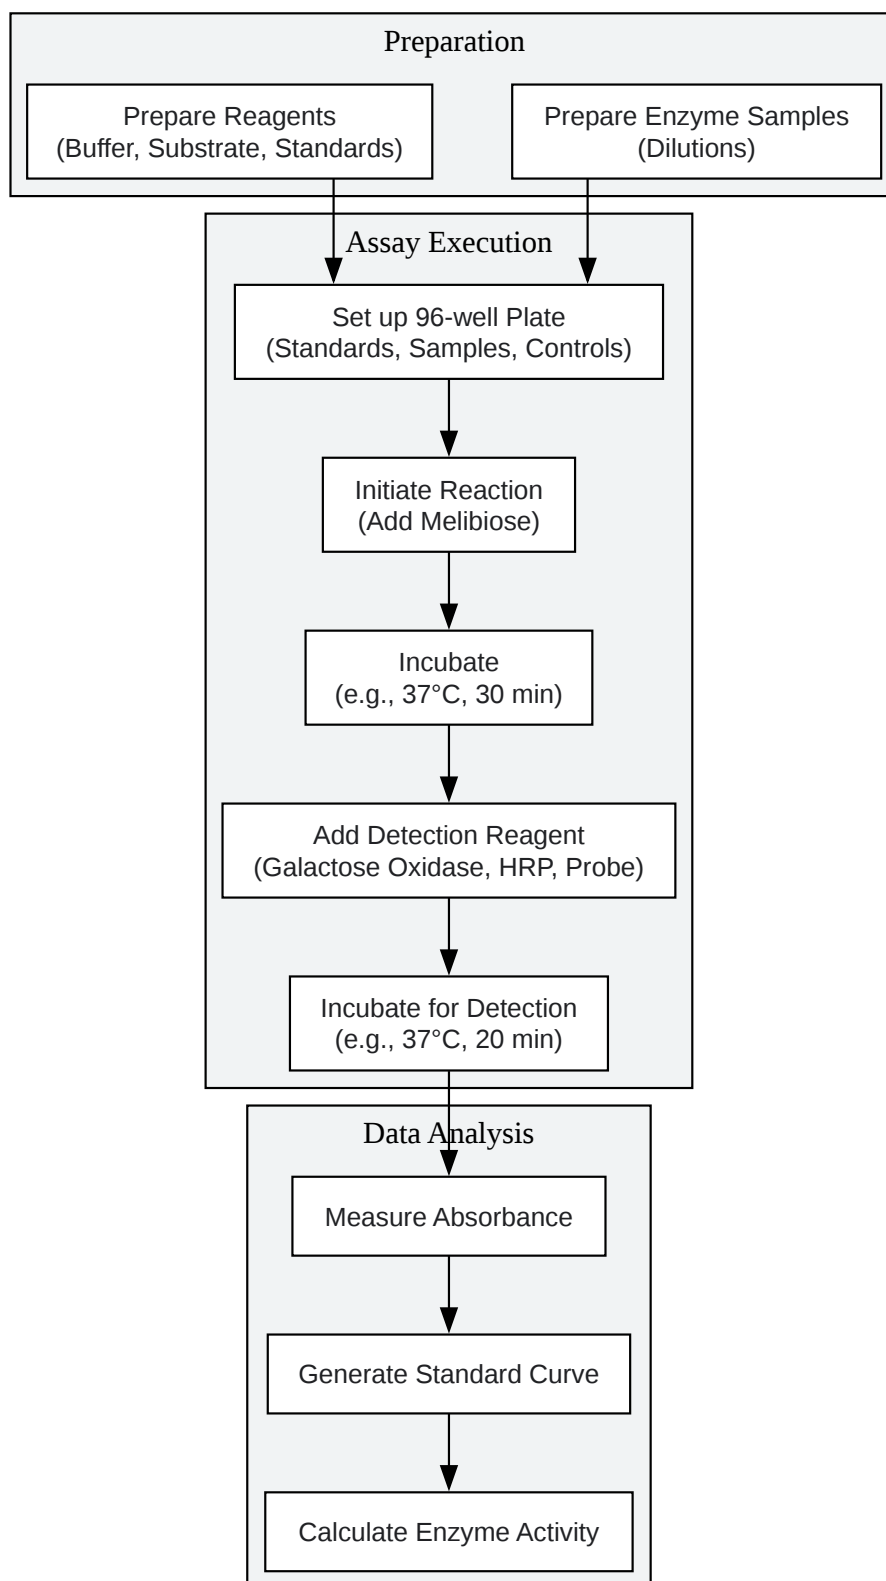 Preparation
Prepare Reagents
(Buffer, Substrate, Standards)
Prepare Enzyme Samples
(Dilutions)
Assay Execution
Set up 96-well Plate
(Standards, Samples, Controls)
Initiate Reaction
(Add Melibiose)
Incubate
(e.g., 37°C, 30 min)
Add Detection Reagent
(Galactose Oxidase, HRP, Probe)
Incubate for Detection
(e.g., 37°C, 20 min)
Data Analysis
Measure Absorbance
Generate Standard Curve
Calculate Enzyme Activity